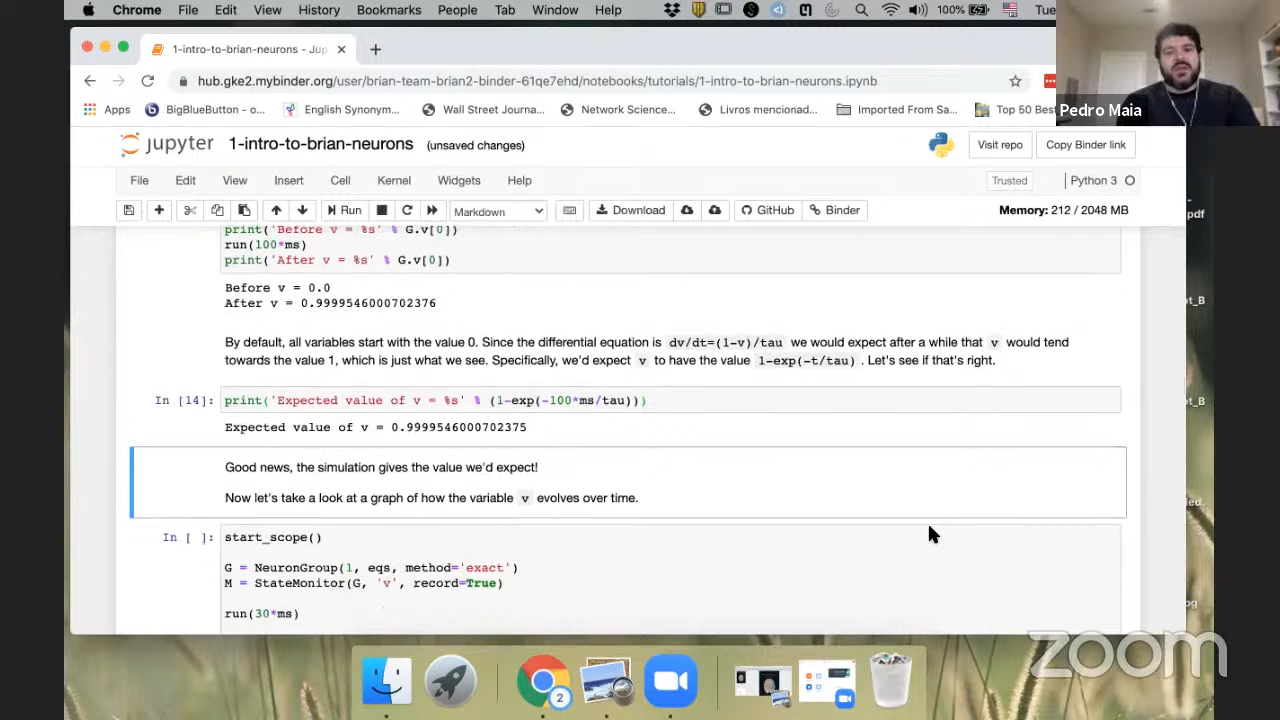 Chrome File Edit View History Bookmarks People Tab Window Help 100% Tue
1-intro-to-brian-neurons - Jup
hub.gke2.mybinder.org/user/brian-team-brian2-binder-61qe7ehd/notebooks/tutorials/1-intro-to-brian-neurons.ipynb
Apps BigBlueButton - o... English Synonym... Wall Street Journa... Network Science... Livros mencionad... Imported From Sa... Top 50 Best
Pedro Maia
jupyter 1-intro-to-brian-neurons (unsaved changes) Visit repo Copy Binder link
File Edit View Insert Cell Kernel Widgets Help Trusted Python 3
Run Markdown Download GitHub Binder Memory: 212 / 2048 MB
print('Before v = %s' % G.v[0])
run(100*ms)
print('After v = %s' % G.v[0])
Before v = 0.0
After v = 0.9999546000702376
By default, all variables start with the value 0. Since the differential equation is dv/dt=(1-v)/tau we would expect after a while that v would tend
towards the value 1, which is just what we see. Specifically, we'd expect v to have the value 1-exp(-t/tau) . Let's see if that's right.
In [14]: print('Expected value of v = %s' % (1-exp(-100*ms/tau)))
Expected value of v = 0.9999546000702375
Good news, the simulation gives the value we'd expect!
Now let's take a look at a graph of how the variable v evolves over time.
In [ ]: start_scope()
G = NeuronGroup(1, eqs, method='exact')
M = StateMonitor(G, 'v', record=True)
run(30*ms)
pdf
ot_B
ot_B
ed.
og
2
zoom